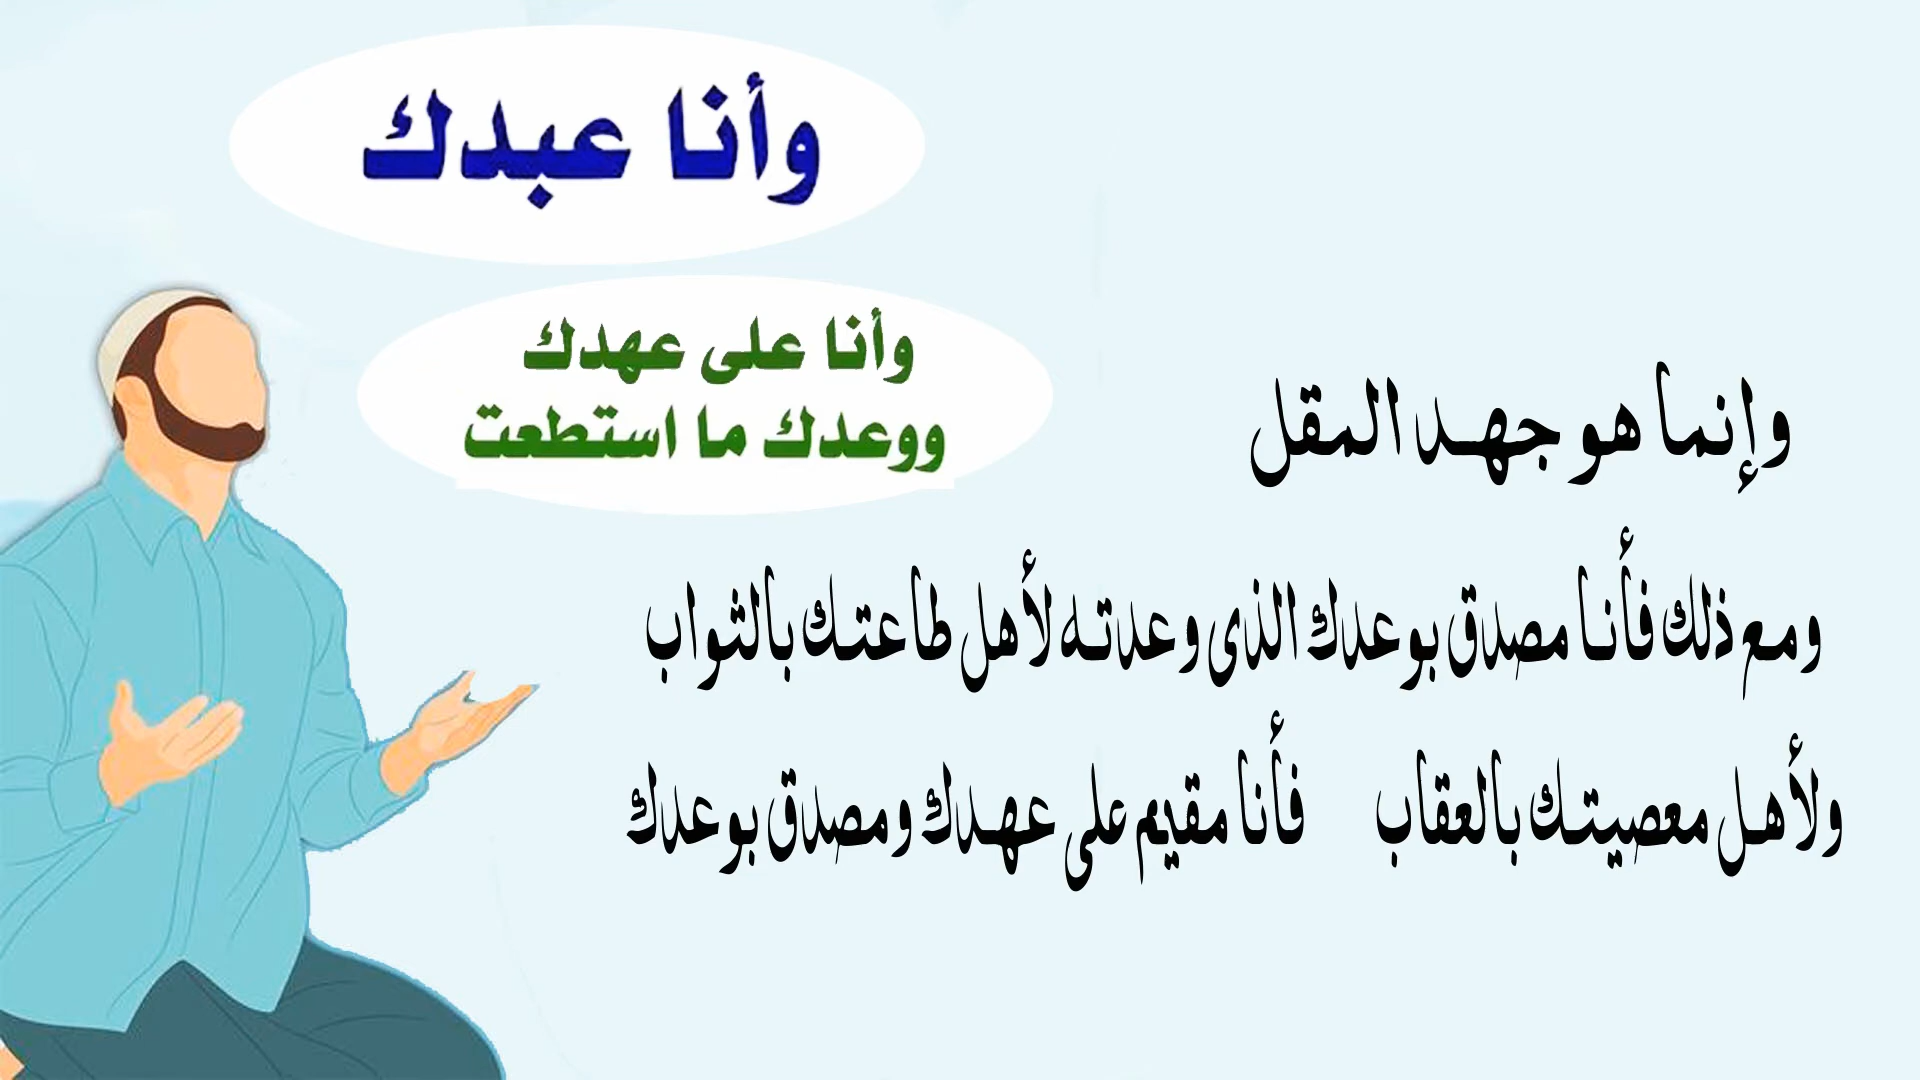 وأنا عبدك
وأنا على عهدك
ووعدك ما استطعت
وإنما هو جهد المقل
ومع ذلك فأنا مصدق بوعدك الذى وعدته لأهل طاعتك بالثواب
ولأهل معصيتك بالعقاب فأنا مقيم على عهدك ومصدق بوعدك